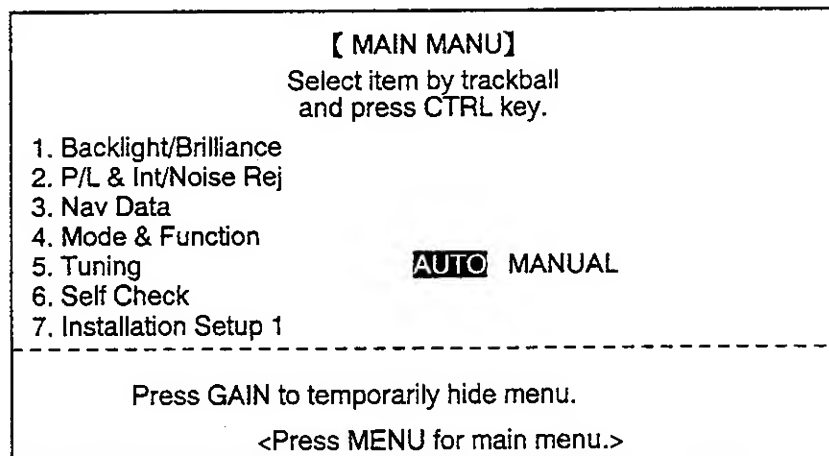 【 MAIN MANU】
Select item by trackball
and press CTRL key.
1. Backlight/Brilliance
2. P/L & Int/Noise Rej
3. Nav Data
4. Mode & Function
5. Tuning AUTO MANUAL
6. Self Check
7. Installation Setup 1
Press GAIN to temporarily hide menu.
<Press MENU for main menu.>